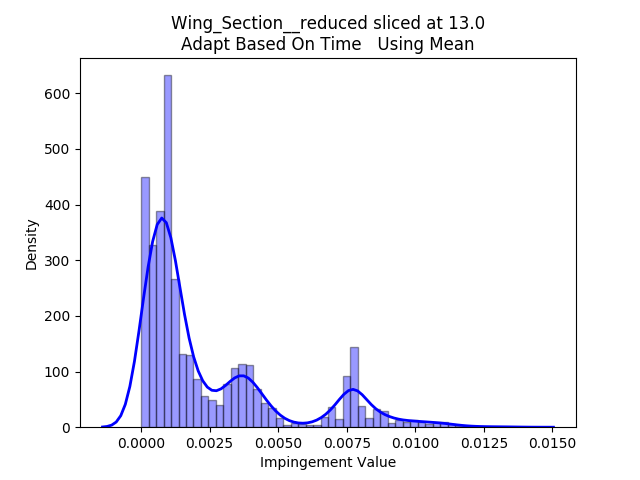 Wing_Section__reduced sliced at 13.0
Adapt Based On Time   Using Mean
600
500
400
300
200
100
0
Density
0.0000 0.0025 0.0050 0.0075 0.0100 0.0125 0.0150
Impingement Value